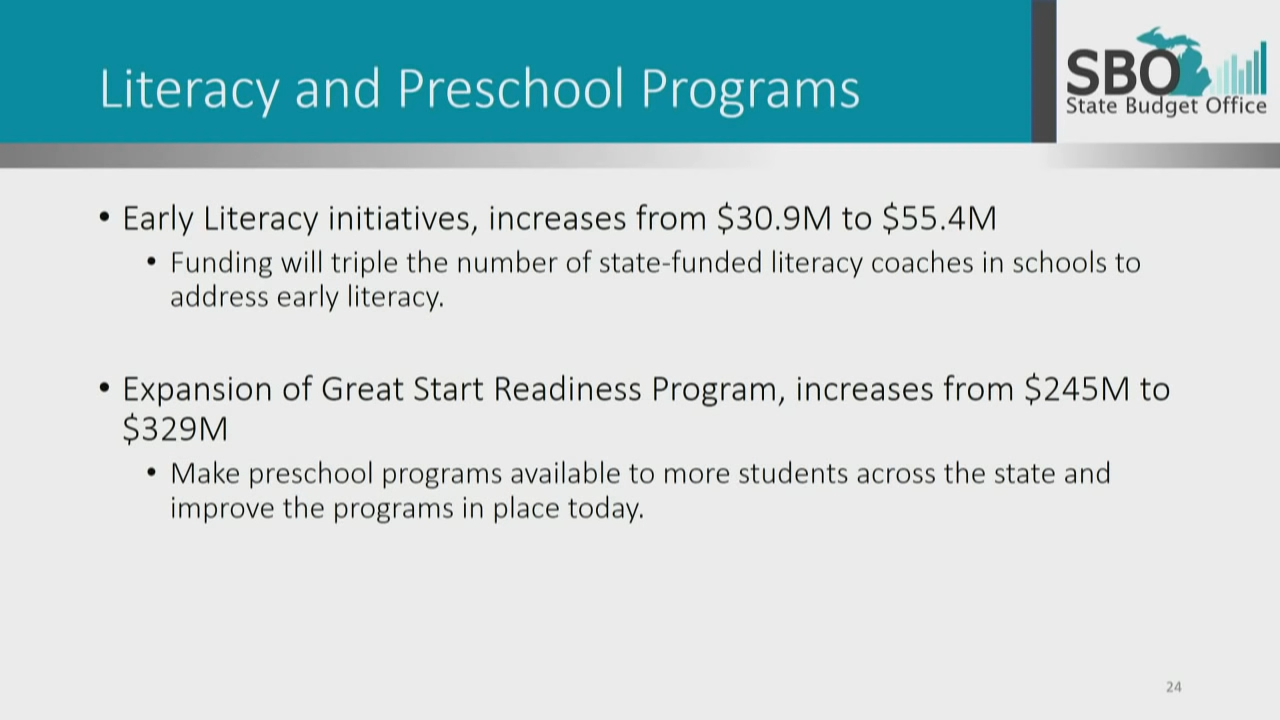 Literacy and Preschool Programs
SBO
State Budget Office
• Early Literacy initiatives, increases from $30.9M to $55.4M
• Funding will triple the number of state-funded literacy coaches in schools to
address early literacy.
• Expansion of Great Start Readiness Program, increases from $245M to
$329M
• Make preschool programs available to more students across the state and
improve the programs in place today.
24